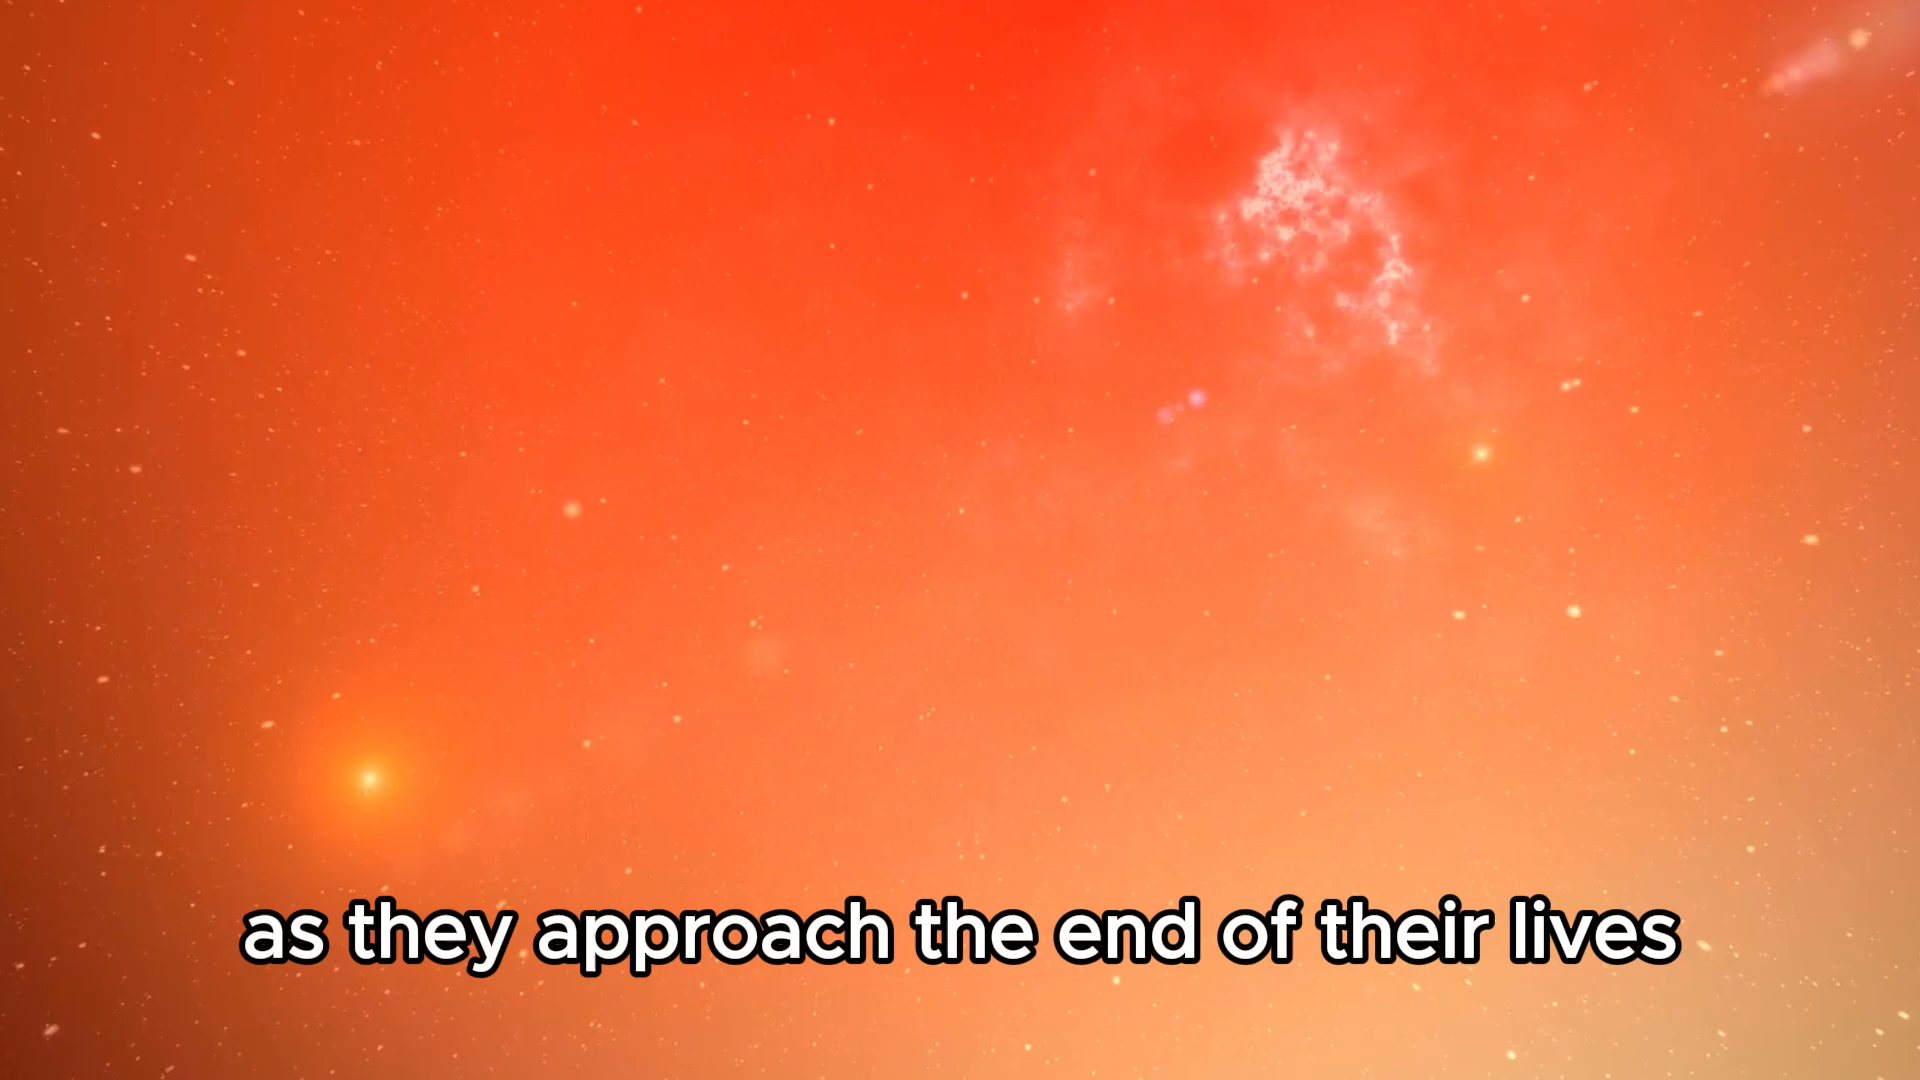 as they approach the end of their lives